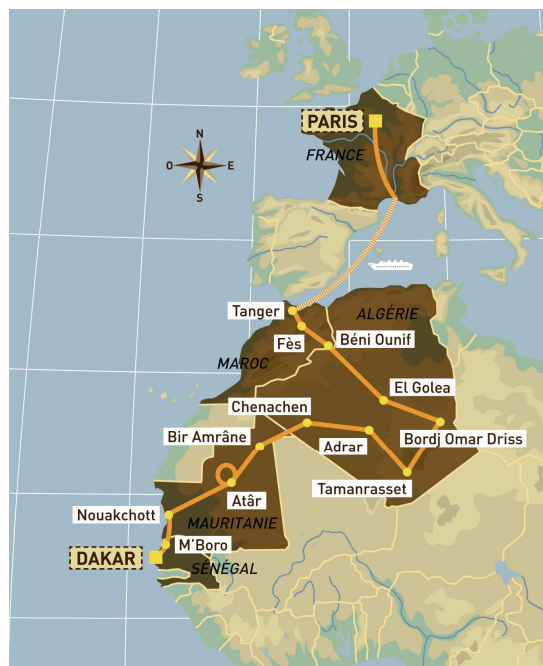 PARIS
FRANCE
N
O
E
S
Tanger
ALGÉRIE
Fès
Béni Ounif
MAROC
El Golea
Chenachen
Bir Amrâne
Adrar
Bordj Omar Driss
Tamanrasset
Atâr
Nouakchott
MAURITANIE
M'Boro
DAKAR
SÉNÉGAL